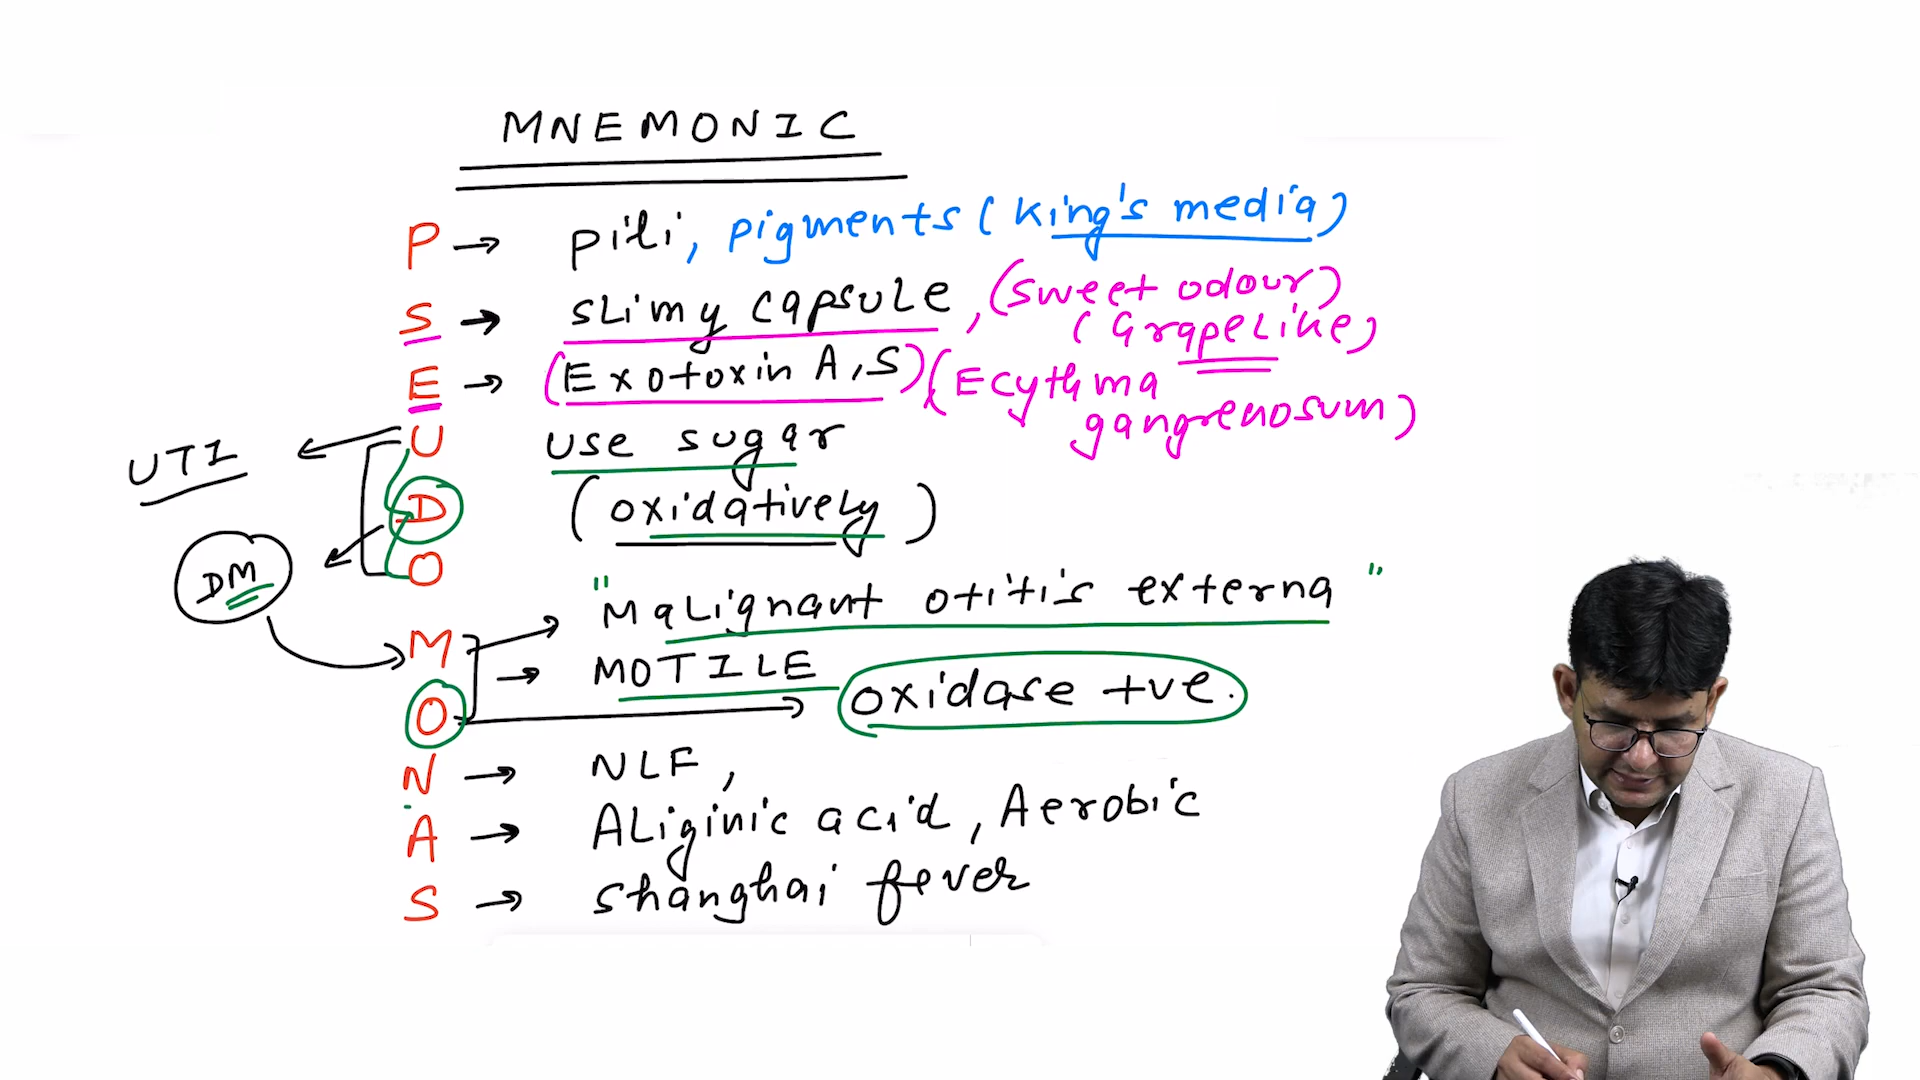 MNEMONIC
P → pili, pigments (King's media)
S → sLimy capsuLe, (sweet odour)
(GrapeLike)
E → (Exotoxin A,S) (Ecythma
gangrenosum)
UTI ← U use sugar
D (oxidatively)
DM O
M → "Malignant otitis externa"
→ MOTILE
O → oxidase +ve.
N → NLF,
A → ALiginic acid, Aerobic
S → shanghai fever